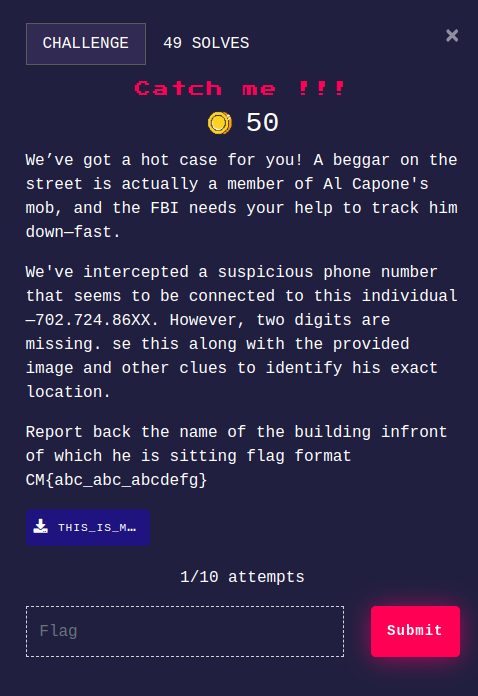 CHALLENGE 49 SOLVES ×
Catch me !!!
50
We’ve got a hot case for you! A beggar on the
street is actually a member of Al Capone's
mob, and the FBI needs your help to track him
down—fast.
We've intercepted a suspicious phone number
that seems to be connected to this individual
—702.724.86XX. However, two digits are
missing. se this along with the provided
image and other clues to identify his exact
location.
Report back the name of the building infront
of which he is sitting flag format
CM{abc_abc_abcdefg}
THIS_IS_M…
1/10 attempts
Flag
Submit